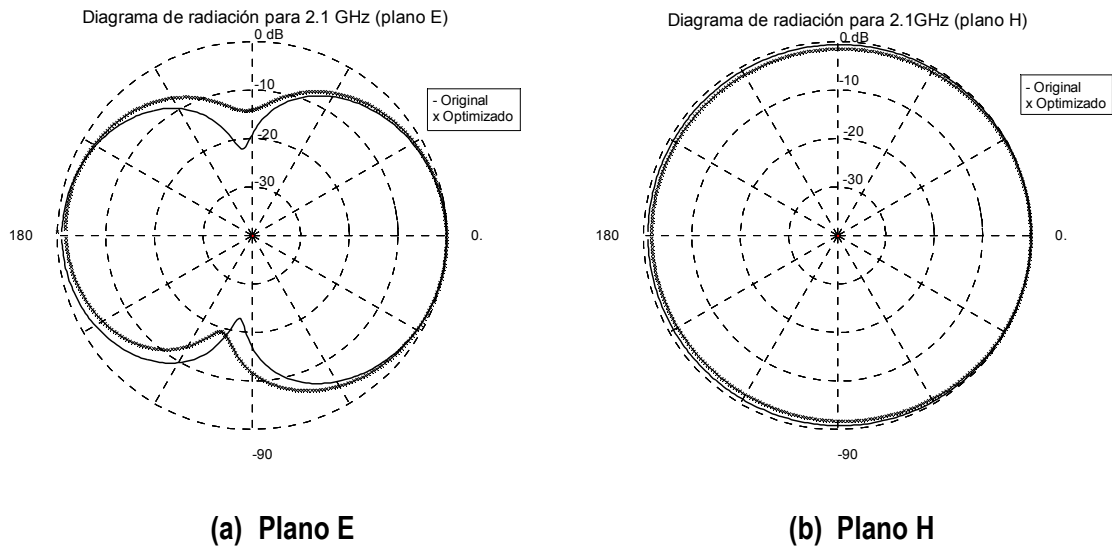 Diagrama de radiación para 2.1 GHz (plano E)
0 dB
-10
-20
-30
180
0.
-90
- Original
x Optimizado
(a) Plano E
Diagrama de radiación para 2.1GHz (plano H)
0 dB
-10
-20
-30
180
0.
-90
- Original
x Optimizado
(b) Plano H